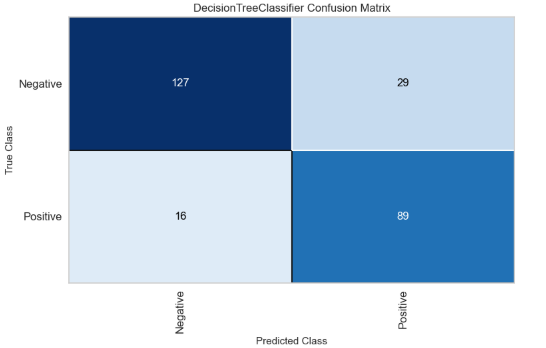 DecisionTreeClassifier Confusion Matrix
Negative
127
29
True Class
Positive
16
89
Negative
Positive
Predicted Class